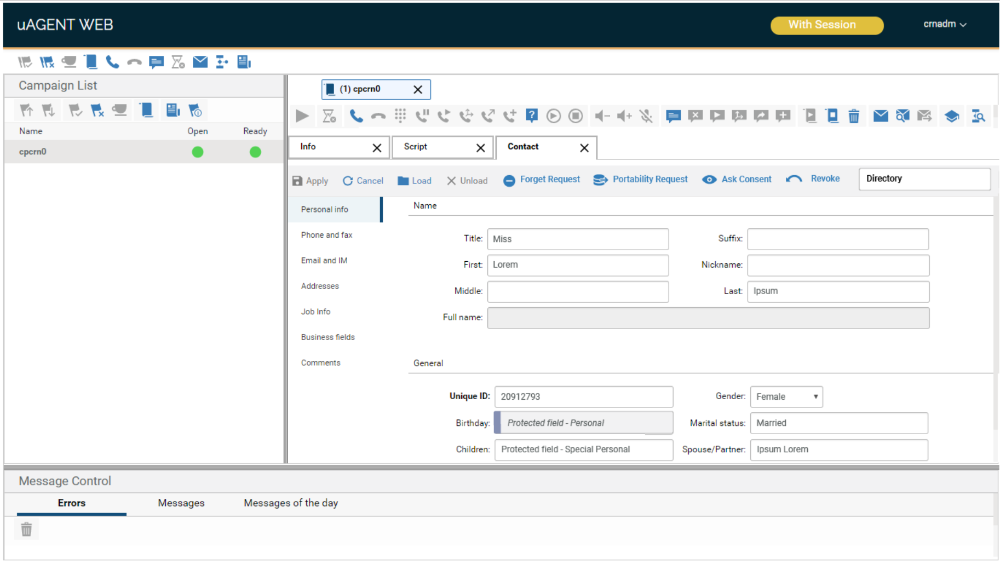 uAGENT WEB
With Session
crnadm
Campaign List
(1) cpcrn0
Name Open Ready
cpcrn0
Info
Script
Contact
Apply Cancel Load Unload Forget Request Portability Request Ask Consent Revoke Directory
Personal info
Phone and fax
Email and IM
Addresses
Job Info
Business fields
Comments
Name
Title: Miss Suffix:
First: Lorem Nickname:
Middle: Last: Ipsum
Full name:
General
Unique ID: 20912793 Gender: Female
Birthday: Protected field - Personal Marital status: Married
Children: Protected field - Special Personal Spouse/Partner: Ipsum Lorem
Message Control
Errors Messages Messages of the day